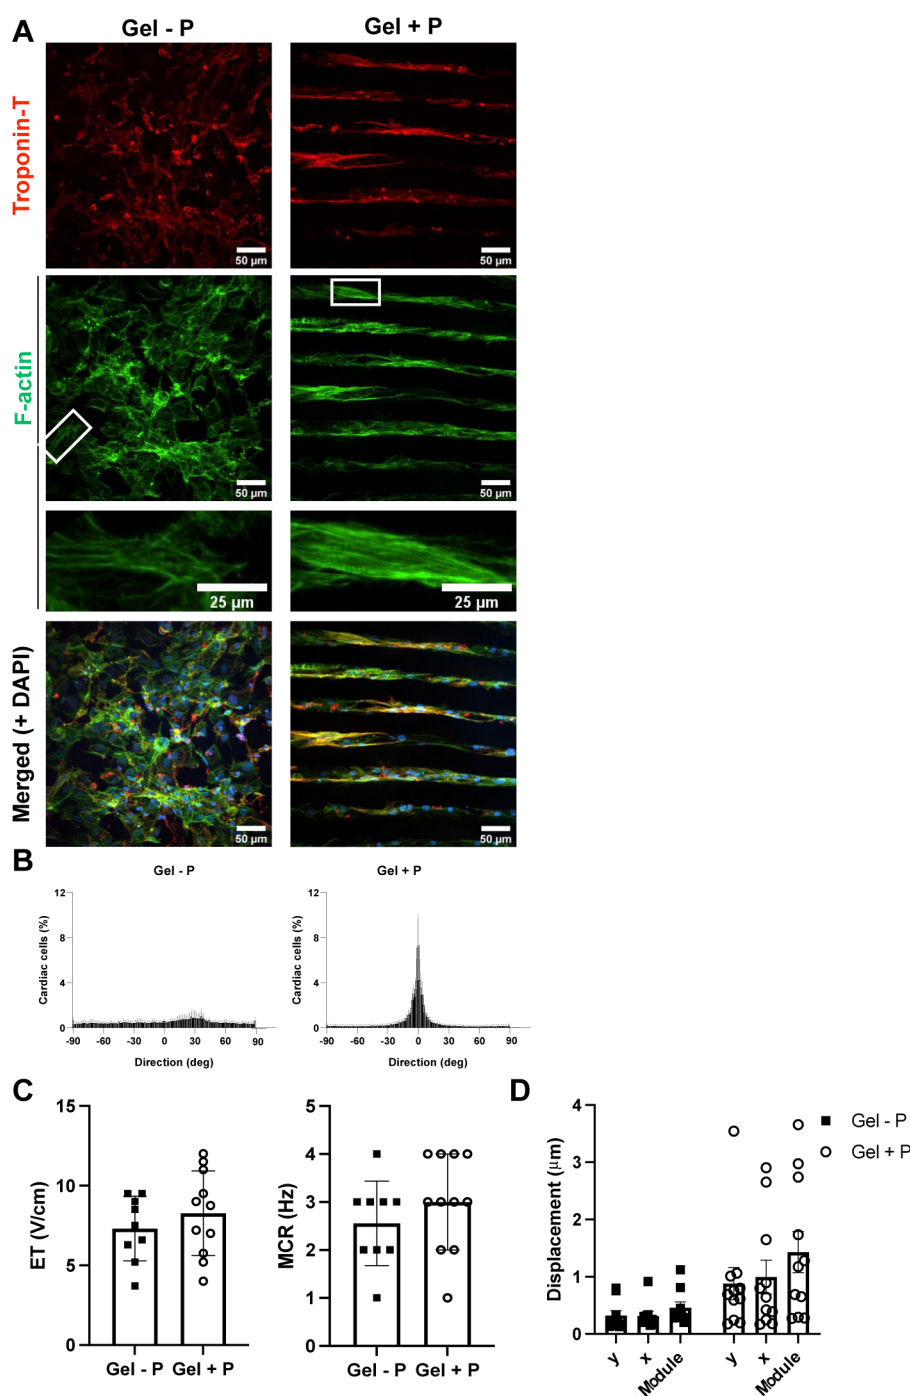 A
Gel - P
Gel + P
Troponin-T
50 µm
50 µm
F-actin
50 µm
50 µm
25 µm
25 µm
Merged (+ DAPI)
50 µm
50 µm
B
Gel - P
Gel + P
Cardiac cells (%)
12
8
4
0
-90 -60 -30 0 30 60 90
Direction (deg)
Cardiac cells (%)
12
8
4
0
-90 -60 -30 0 30 60 90
Direction (deg)
C
ET (V/cm)
15
10
5
0
Gel - P Gel + P
MCR (Hz)
5
4
3
2
1
0
Gel - P Gel + P
D
Displacement (µm)
4
3
2
1
0
y x Module y x Module
Gel - P
Gel + P